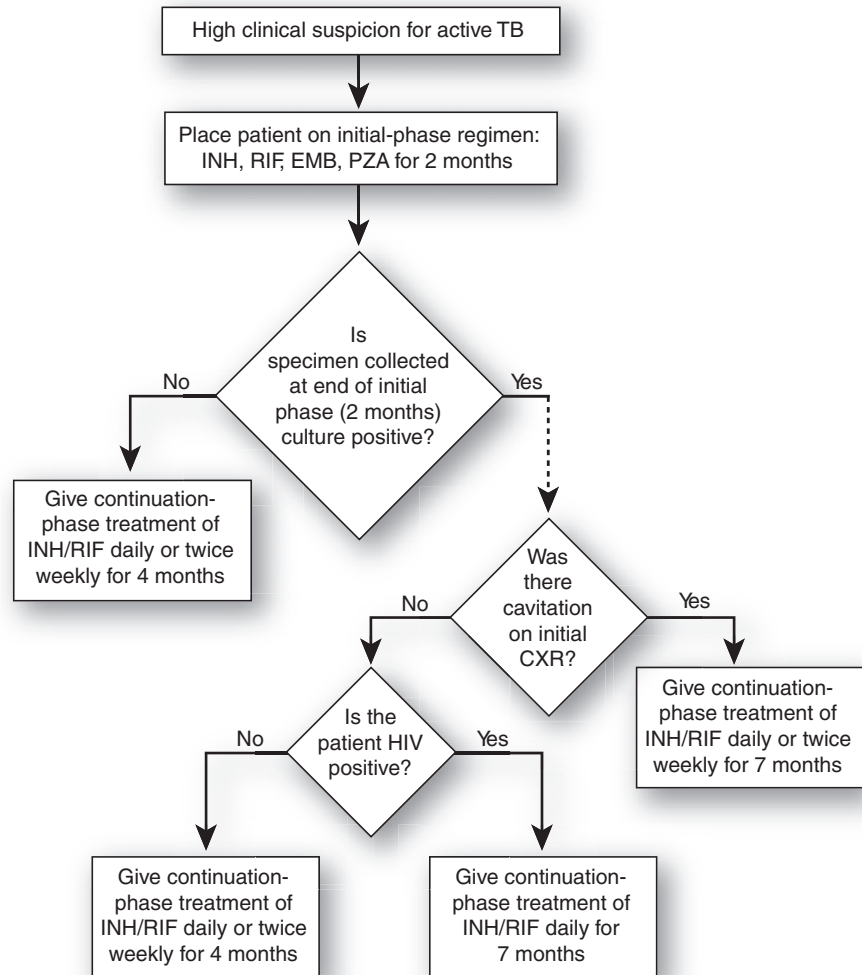 High clinical suspicion for active TB
Place patient on initial-phase regimen:
INH, RIF, EMB, PZA for 2 months
Is
specimen collected
at end of initial
phase (2 months)
culture positive?
No
Yes
Give continuation-
phase treatment of
INH/RIF daily or twice
weekly for 4 months
Was
there
cavitation
on initial
CXR?
No
Yes
Give continuation-
phase treatment of
INH/RIF daily or twice
weekly for 7 months
Is the
patient HIV
positive?
No
Yes
Give continuation-
phase treatment of
INH/RIF daily or twice
weekly for 4 months
Give continuation-
phase treatment of
INH/RIF daily for
7 months